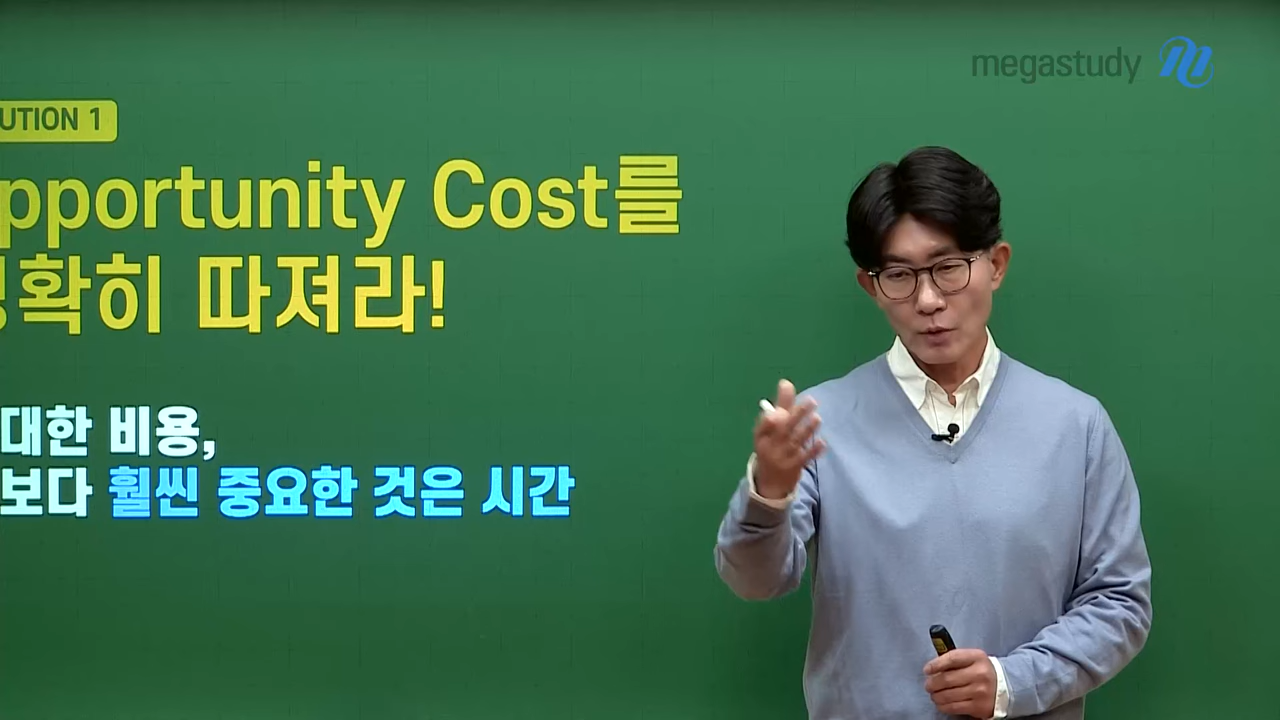 megastudy
UTION 1
pportunity Cost를
확히 따져라!
대한 비용,
보다 훨씬 중요한 것은 시간